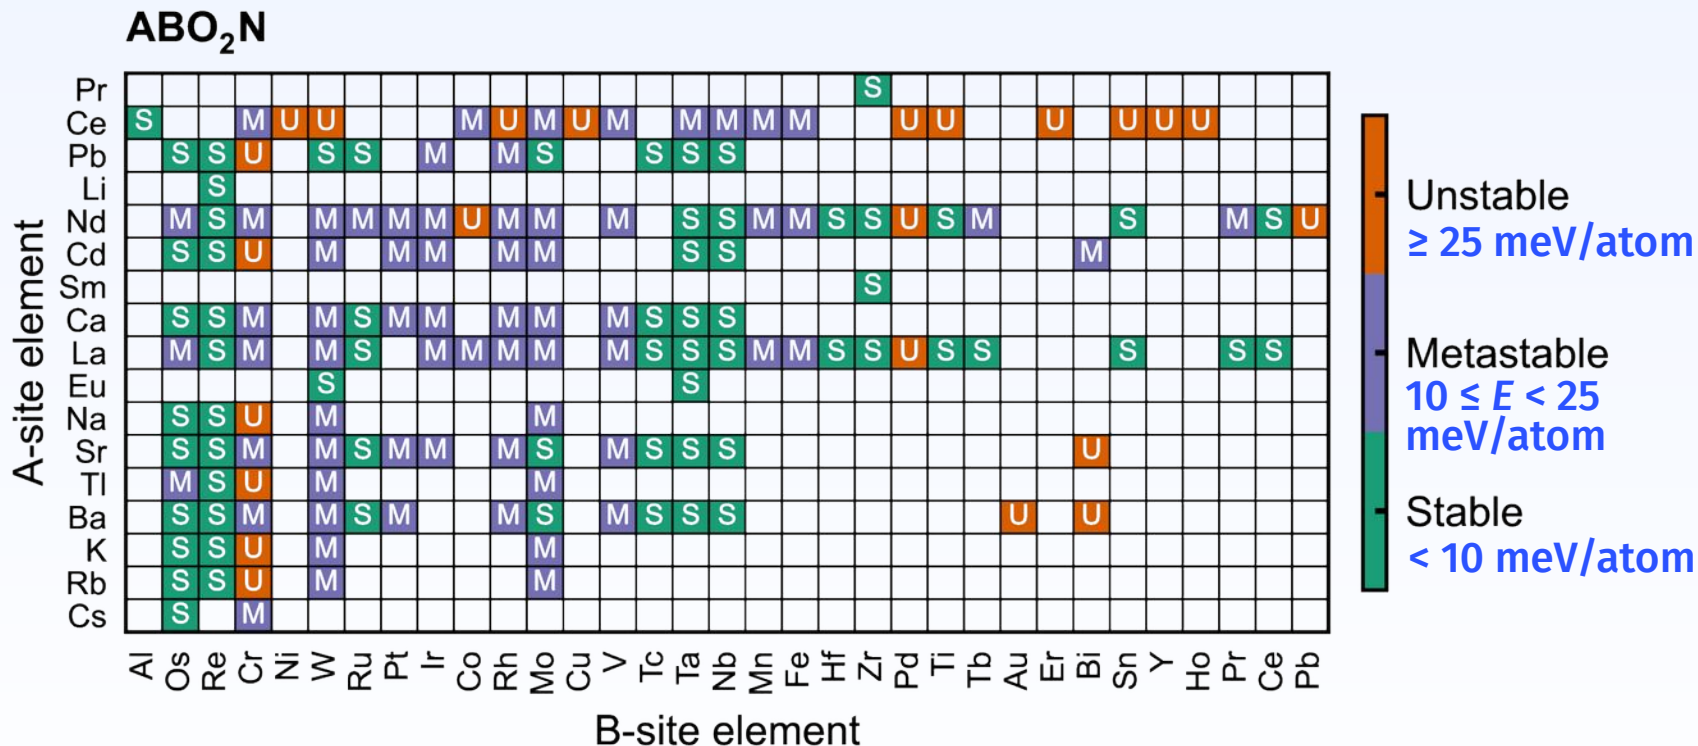 ABO₂N
Pr S
Ce S M U U M U M U M M M M M U U U U U U
Pb S S U S S M M S S S S
Li S
Nd M S M M M M M U M M M S S M M S S U S M S M S U
Cd S S U M M M M M S S M
Sm S
Ca S S M M S M M M M M S S S
La M S M M S M M M M M S S S M M S S U S S S S S
Eu S S
Na S S U M M
Sr S S M M S M M M S M S S S U
Tl M S U M M
Ba S S M M S M M S M S S S U U
K S S U M M
Rb S S U M M
Cs S M
A-site element
Al Os Re Cr Ni W Ru Pt Ir Co Rh Mo Cu V Tc Ta Nb Mn Fe Hf Zr Pd Ti Tb Au Er Bi Sn Y Ho Pr Ce Pb
B-site element
Unstable
≥ 25 meV/atom
Metastable
10 ≤ E < 25
meV/atom
Stable
< 10 meV/atom